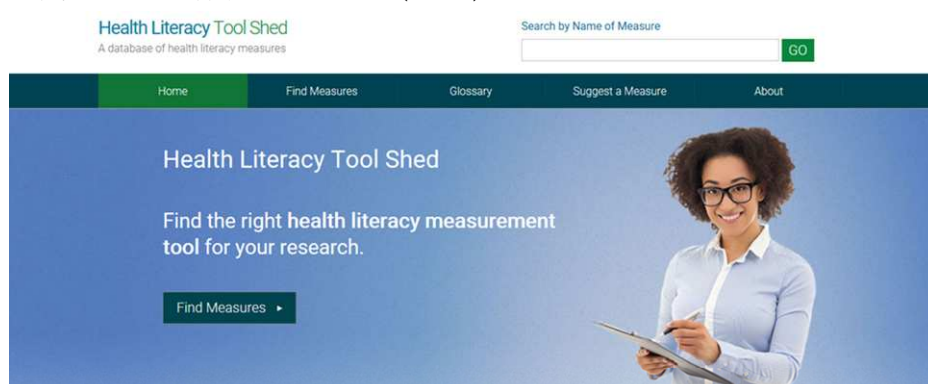 Health Literacy Tool Shed
A database of health literacy measures
Search by Name of Measure
GO
Home Find Measures Glossary Suggest a Measure About
Health Literacy Tool Shed
Find the right health literacy measurement
tool for your research.
Find Measures ▸